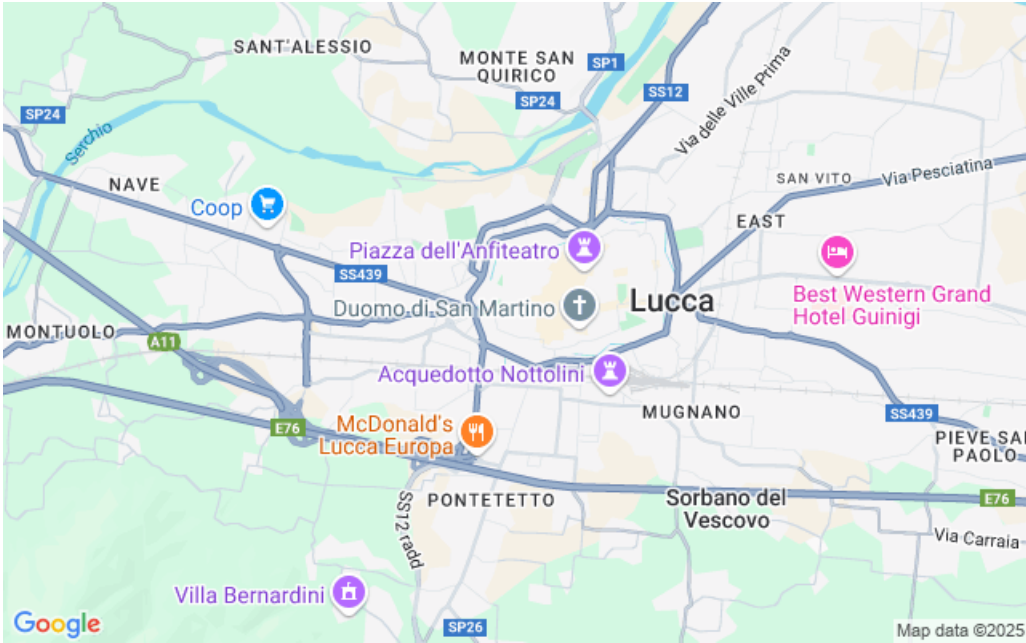 SANT'ALESSIO
MONTE SAN
QUIRICO
SP1
SP24
SS12
Via delle Ville Prima
SP24
Serchio
NAVE
SAN VITO
Via Pesciatina
Coop
EAST
Piazza dell'Anfiteatro
SS439
Duomo di San Martino
Lucca
Best Western Grand
Hotel Guinigi
MONTUOLO
A11
Acquedotto Nottolini
MUGNANO
SS439
McDonald's
Lucca Europa
E76
PIEVE SAN
PAOLO
PONTETETTO
Sorbano del
Vescovo
E76
SS12 radd
Via Carraia
Villa Bernardini
SP26
Google
Map data ©2025